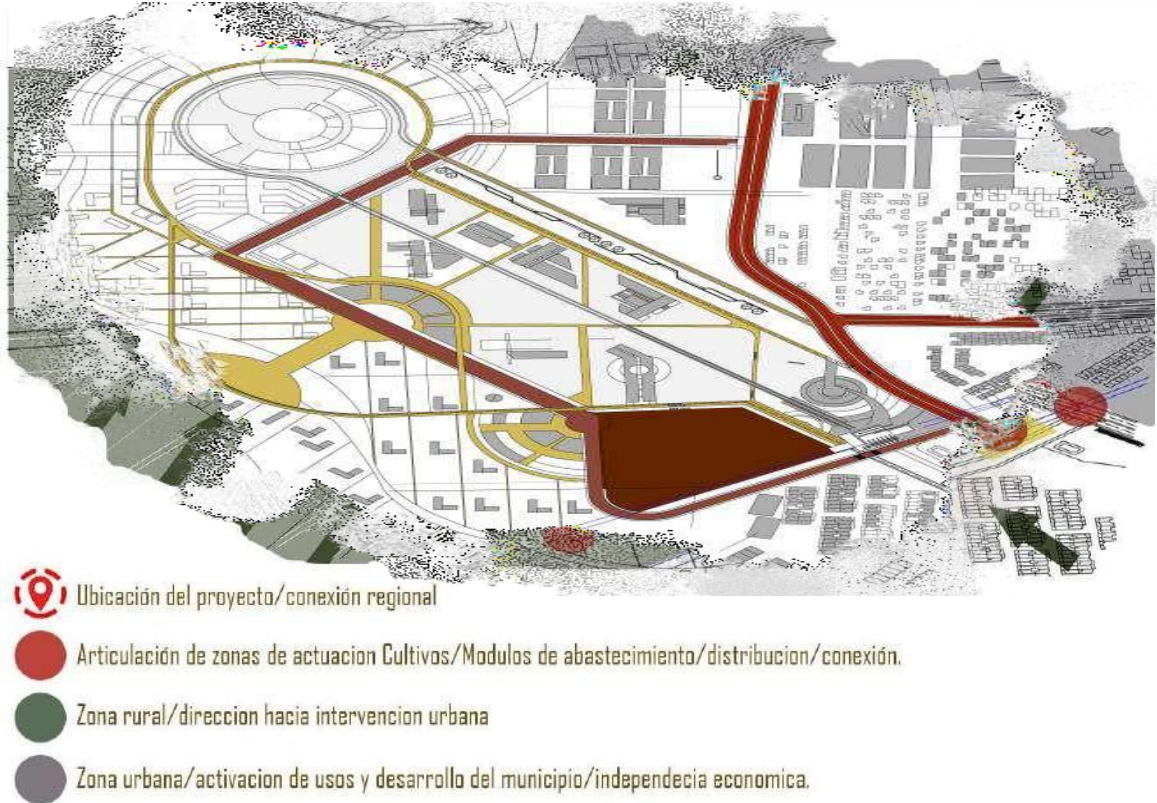 Ubicación del proyecto/conexión regional
Articulación de zonas de actuacion Cultivos/Modulos de abastecimiento/distribucion/conexión.
Zona rural/direccion hacia intervencion urbana
Zona urbana/activacion de usos y desarrollo del municipio/independecia economica.